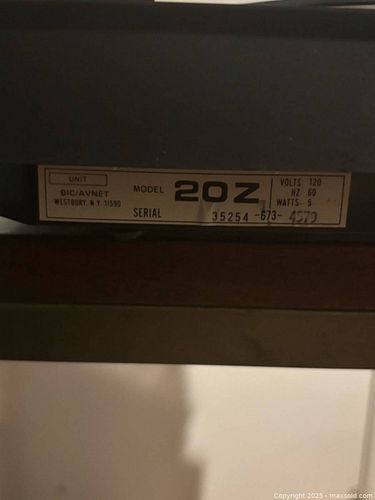 UNIT
BIC/AVNET
WESTBURY, N.Y. 11590
MODEL 20Z
SERIAL 35254 -673-
VOLTS: 120
HZ: 60
WATTS: 5
Copyright 2025 - maxsold.com